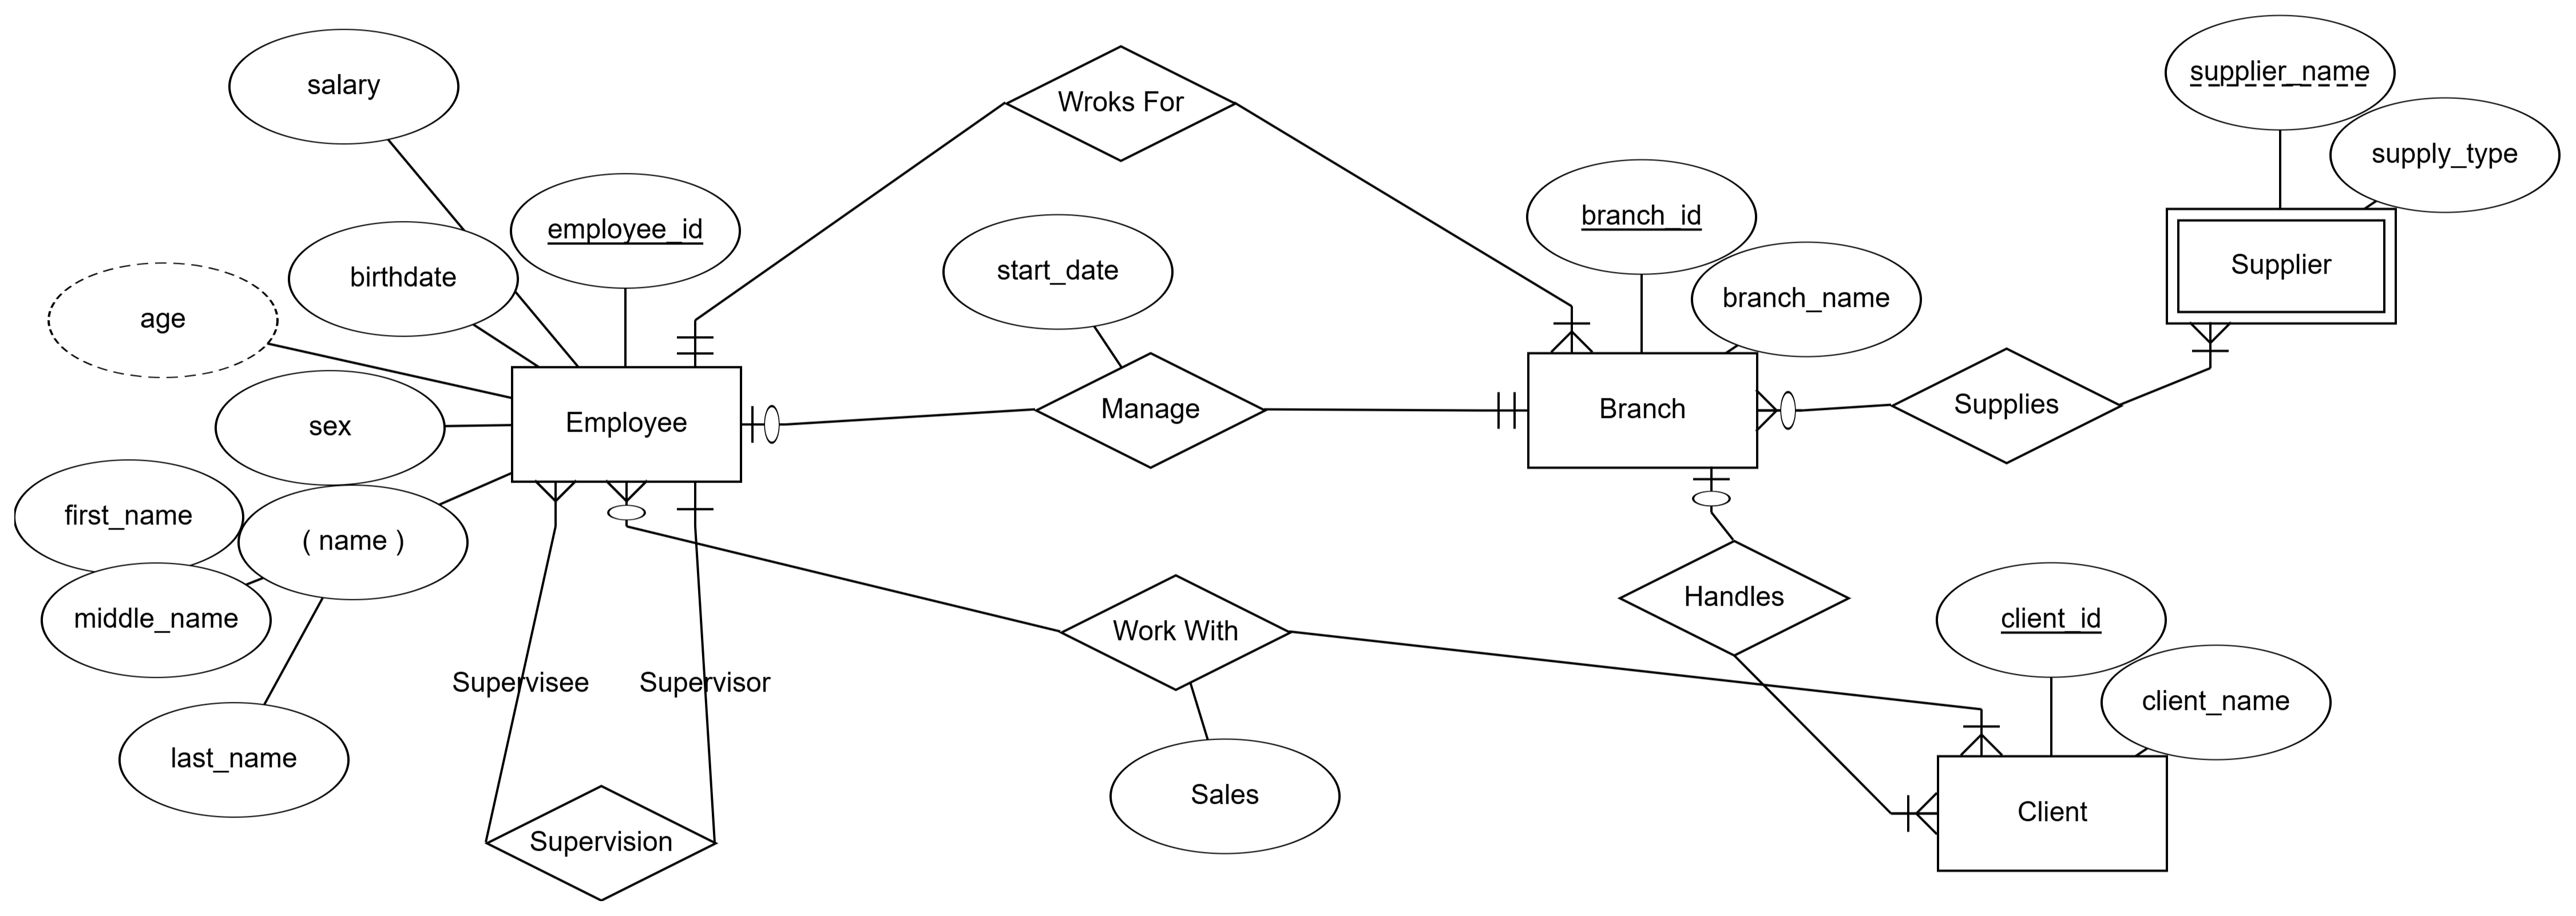 salary
Wroks For
supplier_name
supply_type
employee_id
branch_id
birthdate
start_date
branch_name
Supplier
age
Employee
Manage
Branch
Supplies
sex
first_name
( name )
middle_name
Handles
client_id
Work With
Supervisee
Supervisor
client_name
last_name
Sales
Client
Supervision